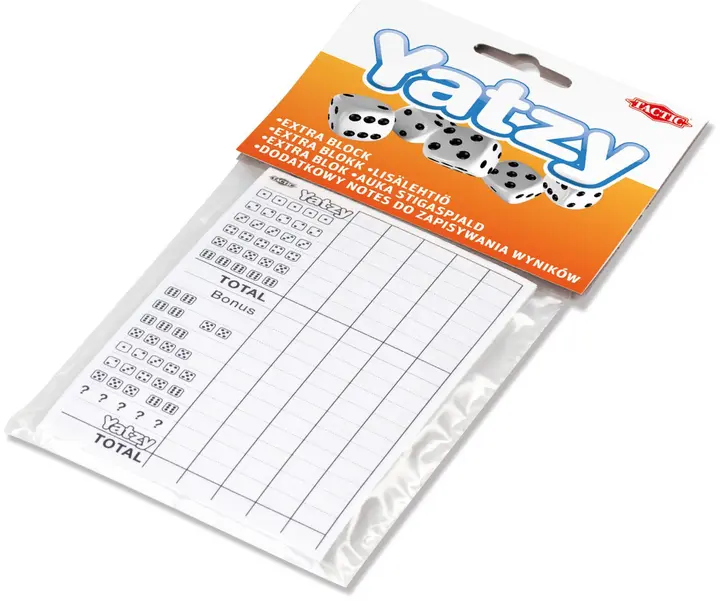 Yatzy
TACTIC
•EXTRA BLOCK
•EXTRA BLOKK •LISÄLEHTIÖ
•EXTRA BLOK •AUKA STIGASPJALD
•DODATKOWY NOTES DO ZAPISYWANIA WYNIKÓW
TACTIC Yatzy
TOTAL
Bonus
? ? ? ? ?
Yatzy
TOTAL